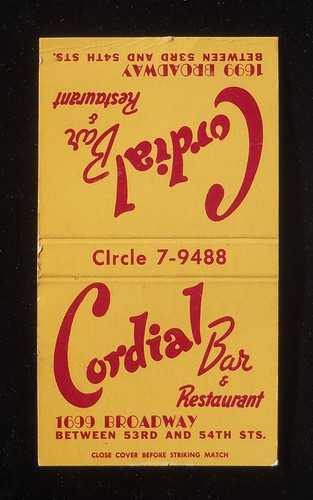 BETWEEN 53RD AND 54TH STS.
1699 BROADWAY
Restaurant
&
Bar
Cordial
CIrcle 7-9488
Cordial
Bar
&
Restaurant
1699 BROADWAY
BETWEEN 53RD AND 54TH STS.
CLOSE COVER BEFORE STRIKING MATCH